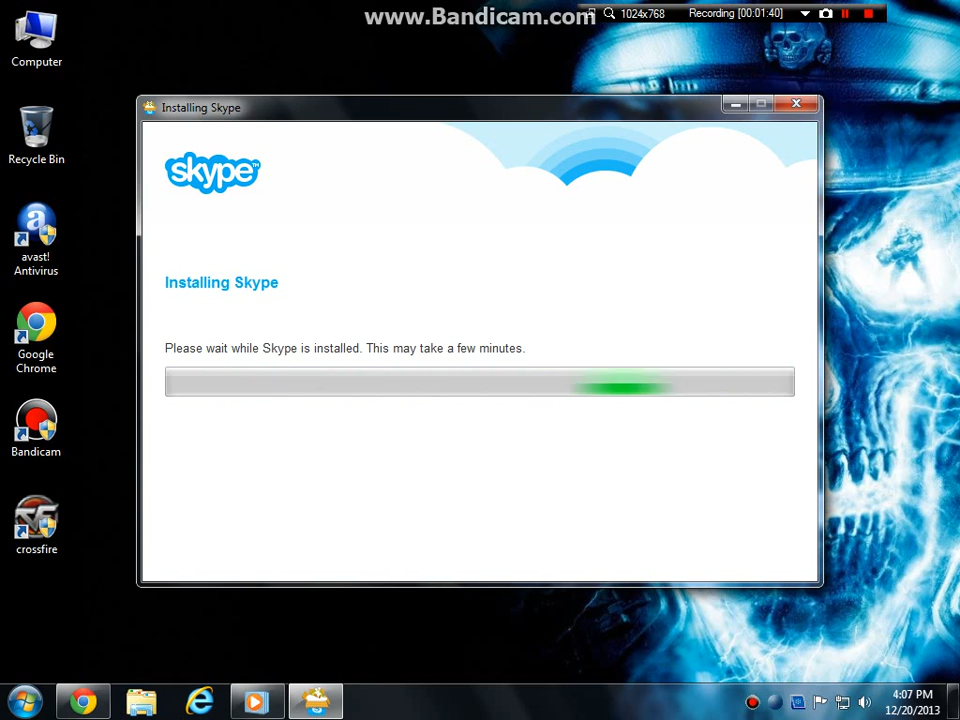 www.Bandicam.com
1024x768
Recording [00:01:40]
Computer
Recycle Bin
avast!
Antivirus
Google
Chrome
Bandicam
crossfire
Installing Skype
skype™
Installing Skype
Please wait while Skype is installed. This may take a few minutes.
4:07 PM
12/20/2013